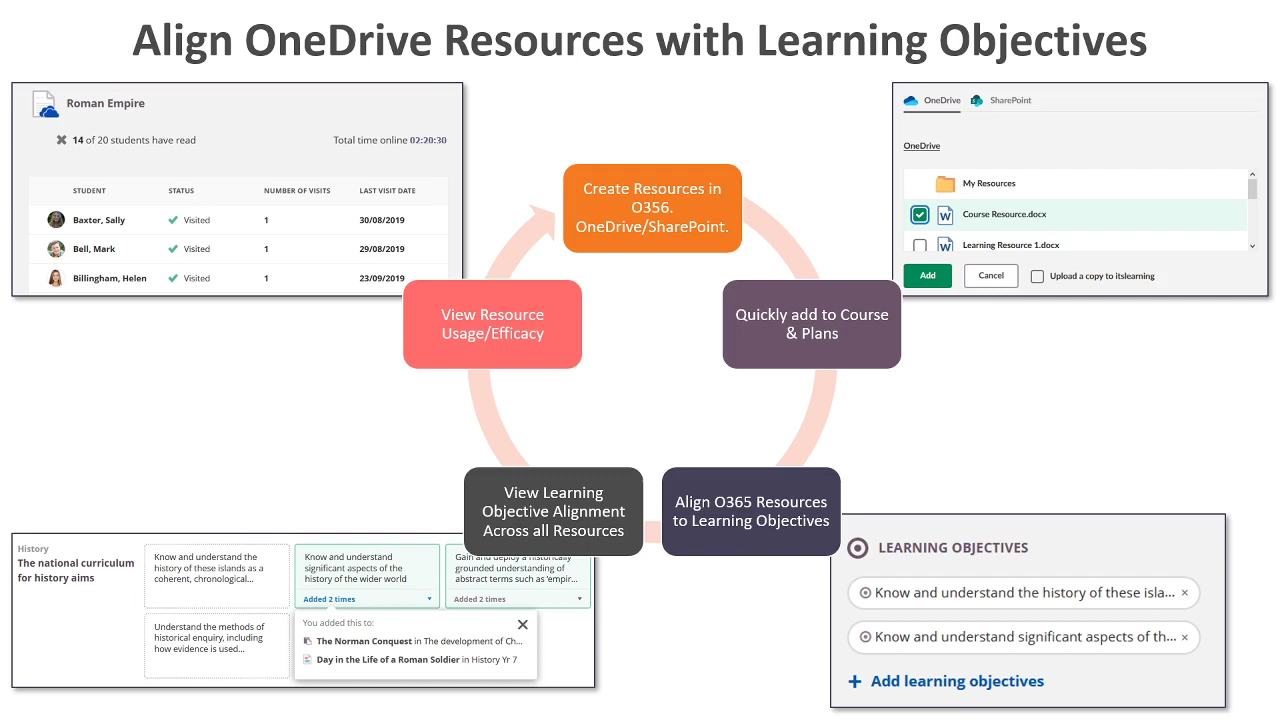 Align OneDrive Resources with Learning Objectives
Roman Empire
14 of 20 students have read
Total time online 02:20:30
STUDENT STATUS NUMBER OF VISITS LAST VISIT DATE
Baxter, Sally Visited 1 30/08/2019
Bell, Mark Visited 1 29/08/2019
Billingham, Helen Visited 1 23/09/2019
OneDrive SharePoint
OneDrive
My Resources
Course Resource.docx
Learning Resource 1.docx
Add Cancel Upload a copy to itslearning
Create Resources in
O356.
OneDrive/SharePoint.
Quickly add to Course
& Plans
Align O365 Resources
to Learning Objectives
View Learning
Objective Alignment
Across all Resources
View Resource
Usage/Efficacy
History
The national curriculum
for history aims
Know and understand the
history of these islands as a
coherent, chronological...
Know and understand
significant aspects of the
history of the wider world
Added 2 times
Gain and deploy a historically
grounded understanding of
abstract terms such as 'empir...
Added 2 times
Understand the methods of
historical enquiry, including
how evidence is used...
You added this to:
The Norman Conquest in The development of Ch...
Day in the Life of a Roman Soldier in History Yr 7
LEARNING OBJECTIVES
Know and understand the history of these isla... ×
Know and understand significant aspects of th... ×
+ Add learning objectives